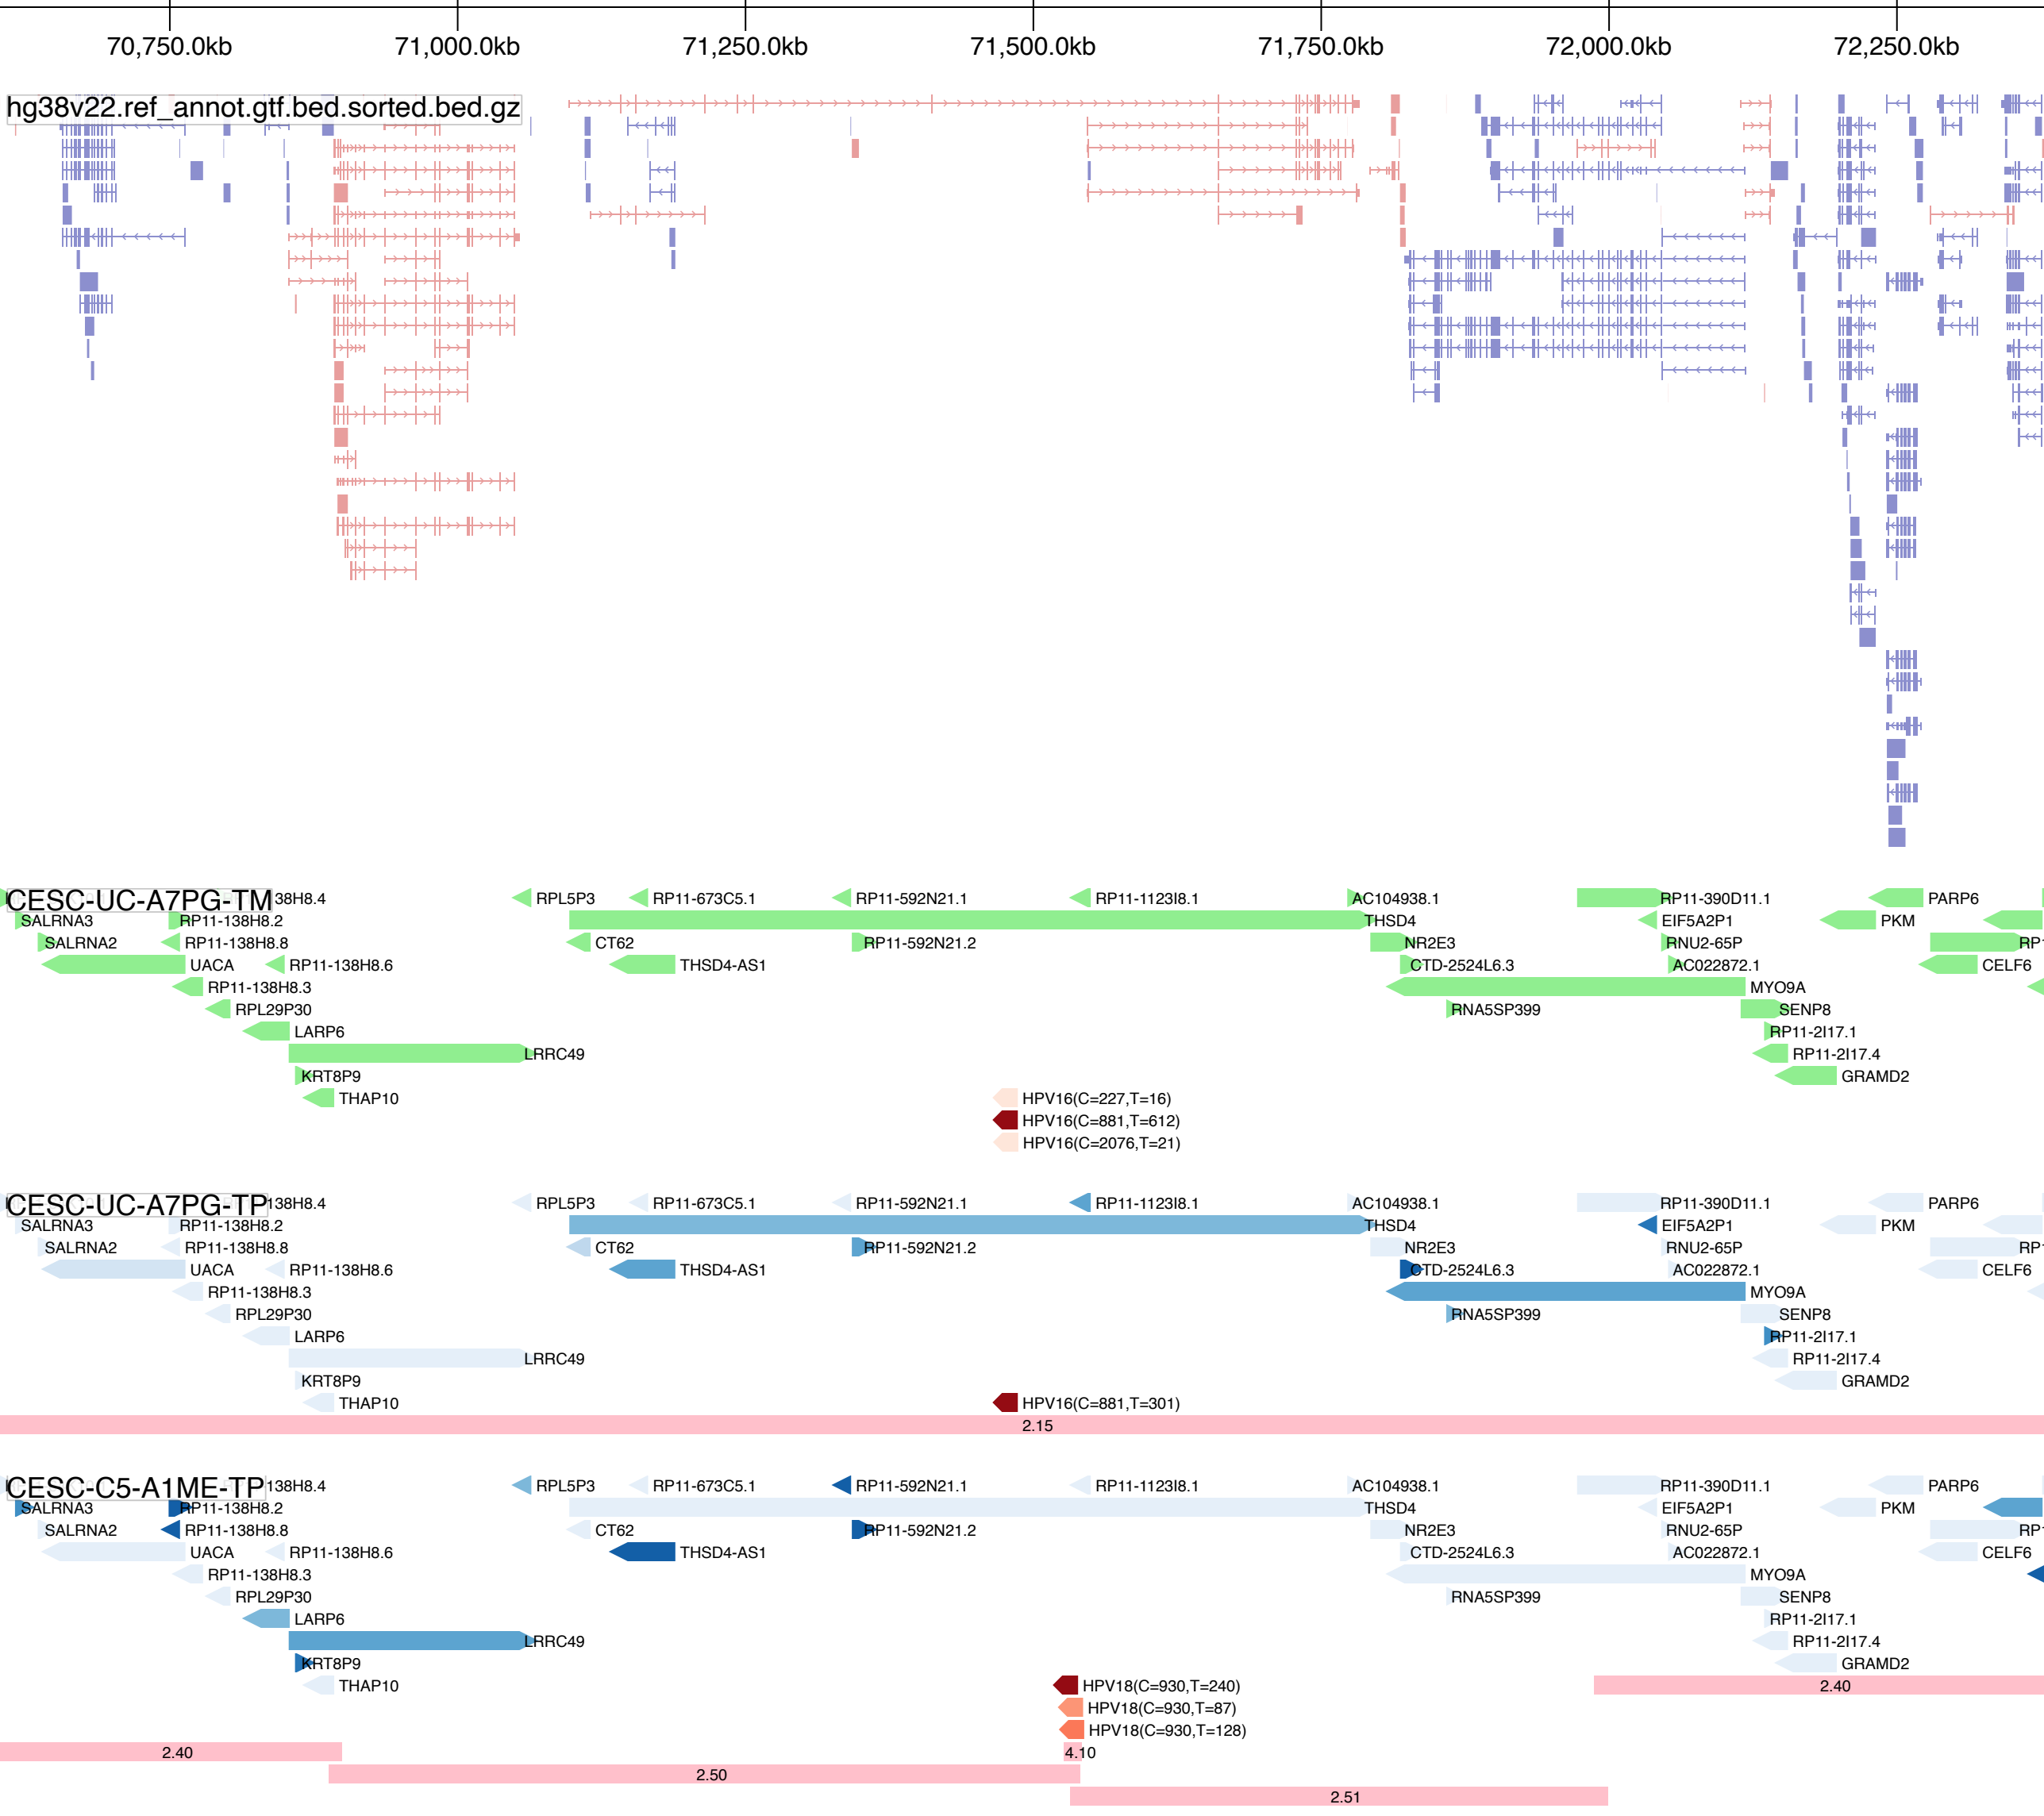 70,750.0kb 71,000.0kb 71,250.0kb 71,500.0kb 71,750.0kb 72,000.0kb 72,250.0kb
hg38v22.ref_annot.gtf.bed.sorted.bed.gz
CESC-UC-A7PG-TM 138H8.4 RPL5P3 RP11-673C5.1 RP11-592N21.1 RP11-1123I8.1 AC104938.1 RP11-390D11.1 PARP6
SALRNA3 RP11-138H8.2 THSD4 EIF5A2P1 PKM
SALRNA2 RP11-138H8.8 CT62 RP11-592N21.2 NR2E3 RNU2-65P RP1
UACA RP11-138H8.6 THSD4-AS1 CTD-2524L6.3 AC022872.1 CELF6
RP11-138H8.3 MYO9A
RPL29P30 RNA5SP399 SENP8
LARP6 RP11-2I17.1
LRRC49 RP11-2I17.4
KRT8P9 GRAMD2
THAP10 HPV16(C=227,T=16)
HPV16(C=881,T=612)
HPV16(C=2076,T=21)
CESC-UC-A7PG-TP 138H8.4 RPL5P3 RP11-673C5.1 RP11-592N21.1 RP11-1123I8.1 AC104938.1 RP11-390D11.1 PARP6
SALRNA3 RP11-138H8.2 THSD4 EIF5A2P1 PKM
SALRNA2 RP11-138H8.8 CT62 RP11-592N21.2 NR2E3 RNU2-65P RP1
UACA RP11-138H8.6 THSD4-AS1 CTD-2524L6.3 AC022872.1 CELF6
RP11-138H8.3 MYO9A
RPL29P30 RNA5SP399 SENP8
LARP6 RP11-2I17.1
LRRC49 RP11-2I17.4
KRT8P9 GRAMD2
THAP10 HPV16(C=881,T=301)
2.15
CESC-C5-A1ME-TP 138H8.4 RPL5P3 RP11-673C5.1 RP11-592N21.1 RP11-1123I8.1 AC104938.1 RP11-390D11.1 PARP6
SALRNA3 RP11-138H8.2 THSD4 EIF5A2P1 PKM
SALRNA2 RP11-138H8.8 CT62 RP11-592N21.2 NR2E3 RNU2-65P RP1
UACA RP11-138H8.6 THSD4-AS1 CTD-2524L6.3 AC022872.1 CELF6
RP11-138H8.3 MYO9A
RPL29P30 RNA5SP399 SENP8
LARP6 RP11-2I17.1
LRRC49 RP11-2I17.4
KRT8P9 GRAMD2
THAP10 HPV18(C=930,T=240) 2.40
HPV18(C=930,T=87)
HPV18(C=930,T=128)
2.40 4.10
2.50
2.51